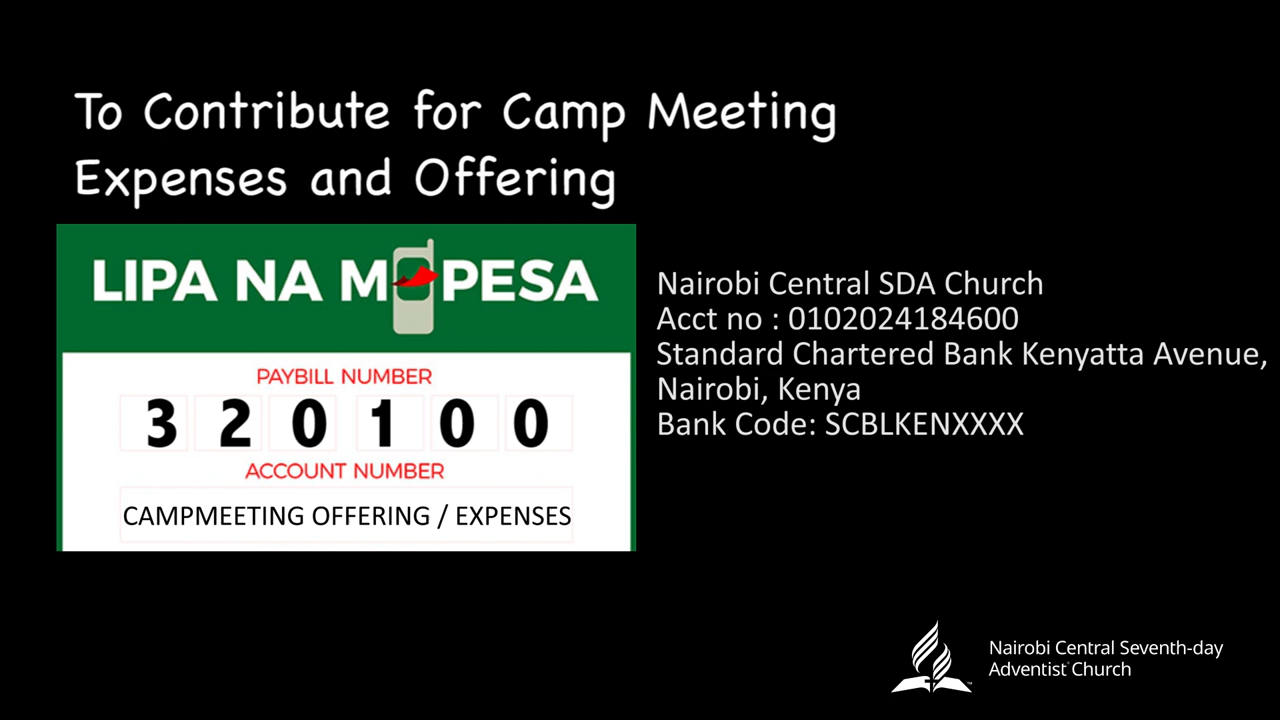 To Contribute for Camp Meeting
Expenses and Offering
LIPA NA M PESA
PAYBILL NUMBER
3 2 0 1 0 0
ACCOUNT NUMBER
CAMPMEETING OFFERING / EXPENSES
Nairobi Central SDA Church
Acct no : 0102024184600
Standard Chartered Bank Kenyatta Avenue,
Nairobi, Kenya
Bank Code: SCBLKENXXXX
Nairobi Central Seventh-day
Adventist Church